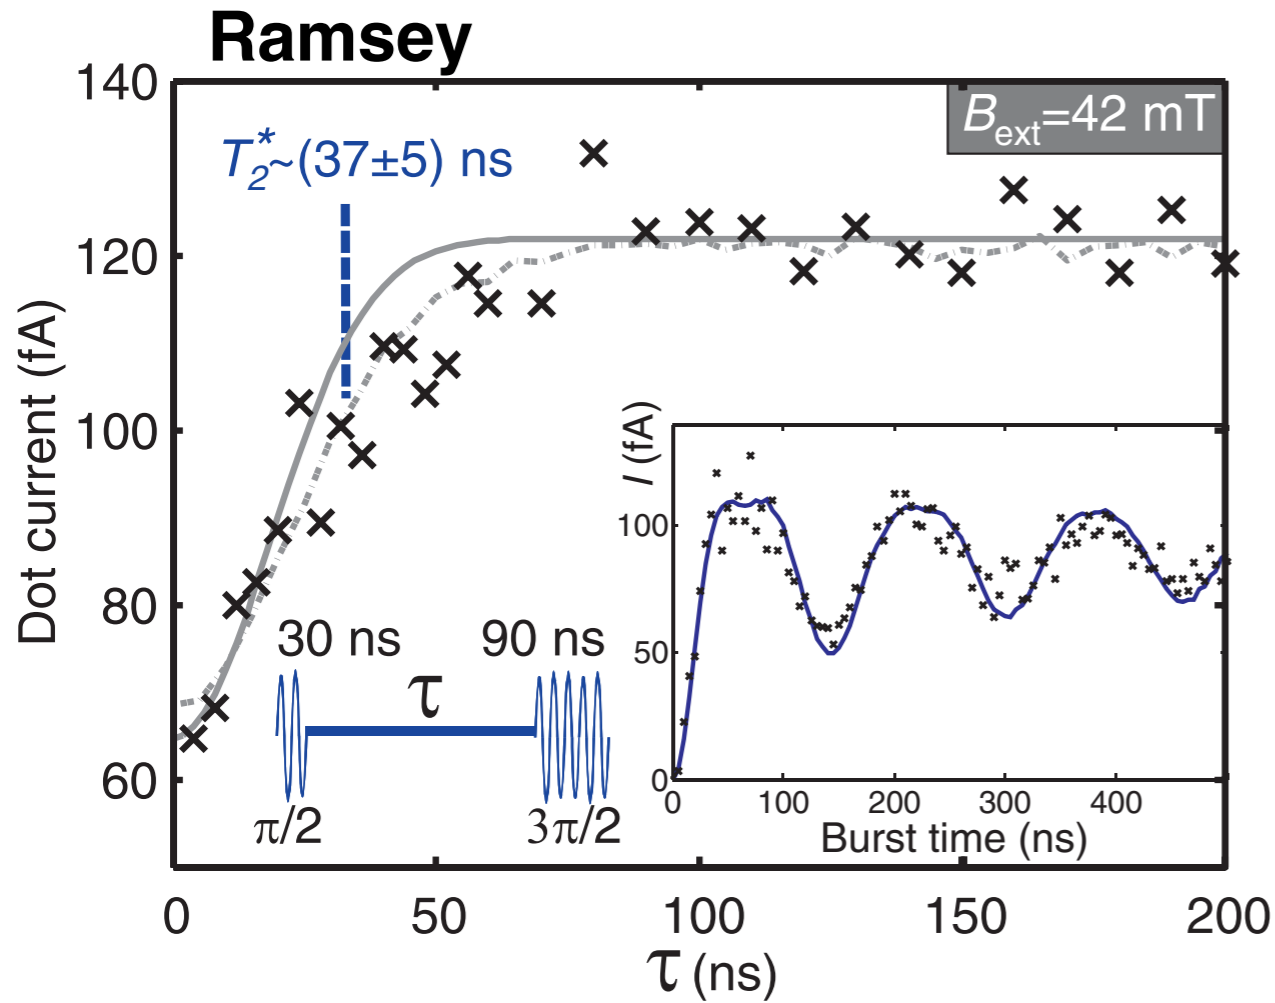 Ramsey
140
120
100
80
60
Dot current (fA)
T2*~(37±5) ns
Bext=42 mT
30 ns
90 ns
τ
π/2
3π/2
I (fA)
100
50
0
0 100 200 300 400
Burst time (ns)
0 50 100 150 200
τ (ns)